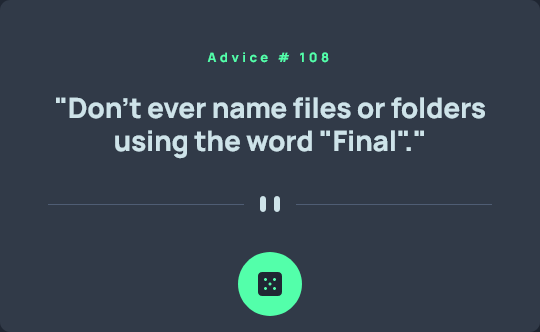 Advice # 108
"Don't ever name files or folders
using the word "Final"."